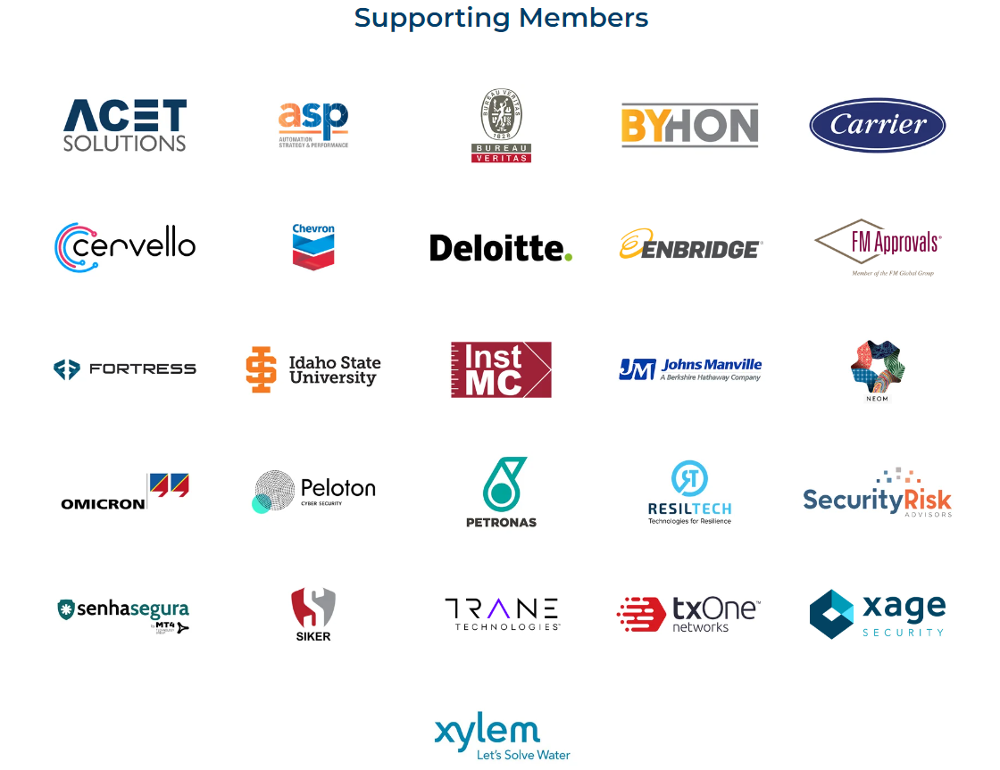 Supporting Members
ACET
SOLUTIONS
asp
AUTOMATION
STRATEGY & PERFORMANCE
BUREAU VERITAS
1828
BUREAU
VERITAS
BYHON
Carrier
cervello
Chevron
Deloitte.
ENBRIDGE®
FM Approvals®
Member of the FM Global Group
FORTRESS
Idaho State
University
Inst
MC
JM Johns Manville
A Berkshire Hathaway Company
NEOM
OMICRON
Peloton
CYBER SECURITY
PETRONAS
RESILTECH
Technologies for Resilience
SecurityRisk
ADVISORS
senhasegura
by MT4
SIKER
TRANE
TECHNOLOGIES
txOne™
networks
xage
SECURITY
xylem
Let's Solve Water